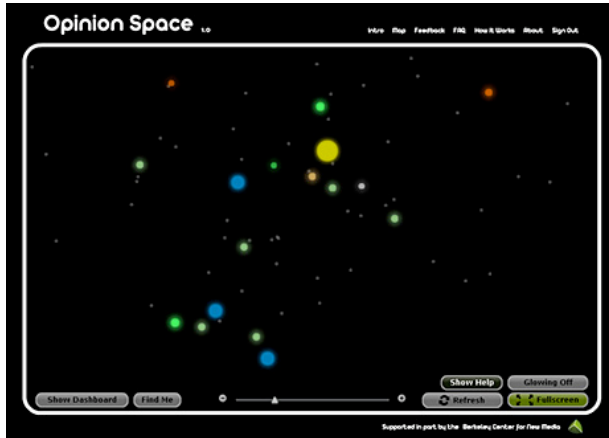 Opinion Space 1.0
Intro Map Feedback FAQ How It Works About Sign Out
Show Help Glowing Off
Show Dashboard Find Me Refresh Fullscreen
Supported in part by the Berkeley Center for New Media